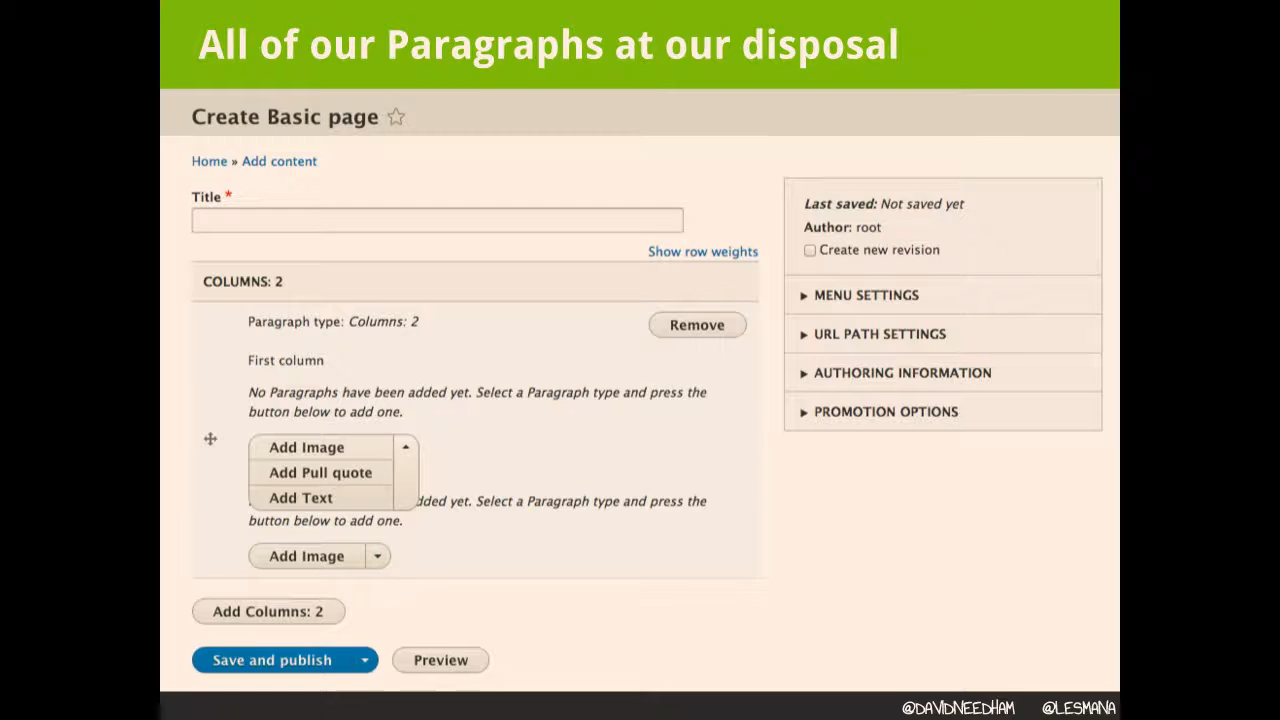 All of our Paragraphs at our disposal
Create Basic page
Home » Add content
Title *
Show row weights
COLUMNS: 2
Paragraph type: Columns: 2
Remove
First column
No Paragraphs have been added yet. Select a Paragraph type and press the
button below to add one.
Add Image
Add Pull quote
Add Text
added yet. Select a Paragraph type and press the
button below to add one.
Add Image
Add Columns: 2
Save and publish
Preview
Last saved: Not saved yet
Author: root
Create new revision
MENU SETTINGS
URL PATH SETTINGS
AUTHORING INFORMATION
PROMOTION OPTIONS
@DAVIDNEEDHAM @LESMANA